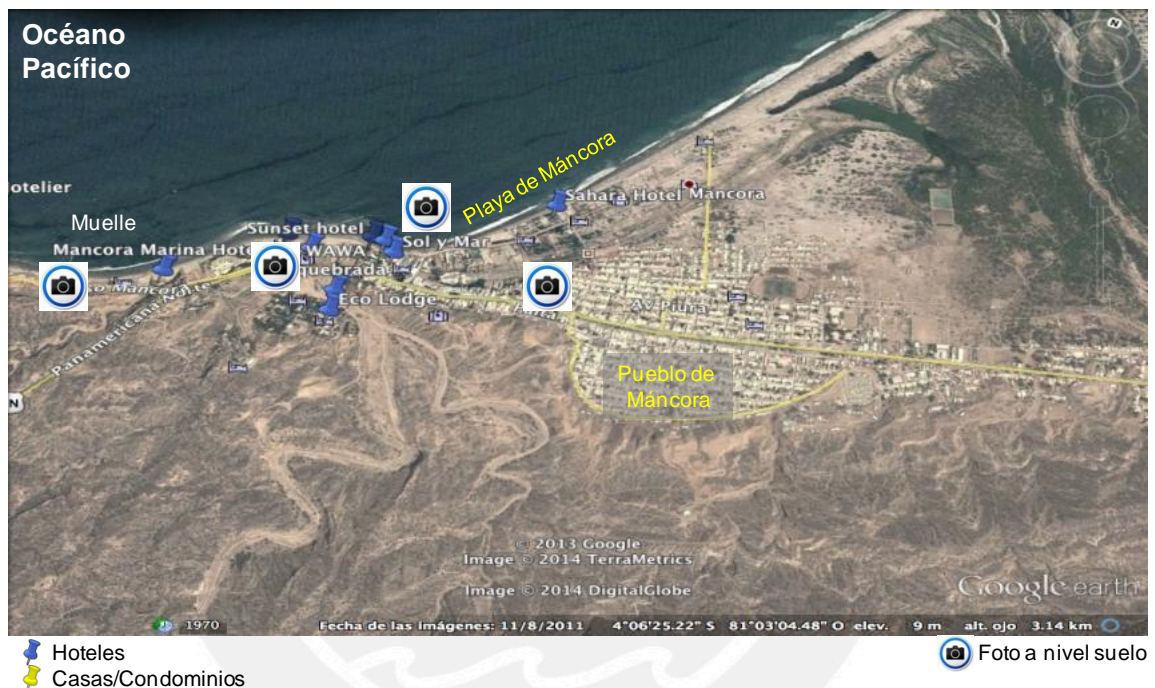 Océano
Pacífico
N
Playa de Máncora
otelier
Sahara Hotel Mancora
Muelle
Sunset hotel
Sol y Mar
Mancora Marina Hote
WAWA
quebrada
co Mancor
Eco Lodge
Panamericana Norte
Av Piura
Pueblo de
Máncora
N
© 2013 Google
Image © 2014 TerraMetrics
Image © 2014 DigitalGlobe
Google earth
1970
Fecha de las imágenes: 11/8/2011 4°06'25.22" S 81°03'04.48" O elev. 9 m alt. ojo 3.14 km
Hoteles
Foto a nivel suelo
Casas/Condominios